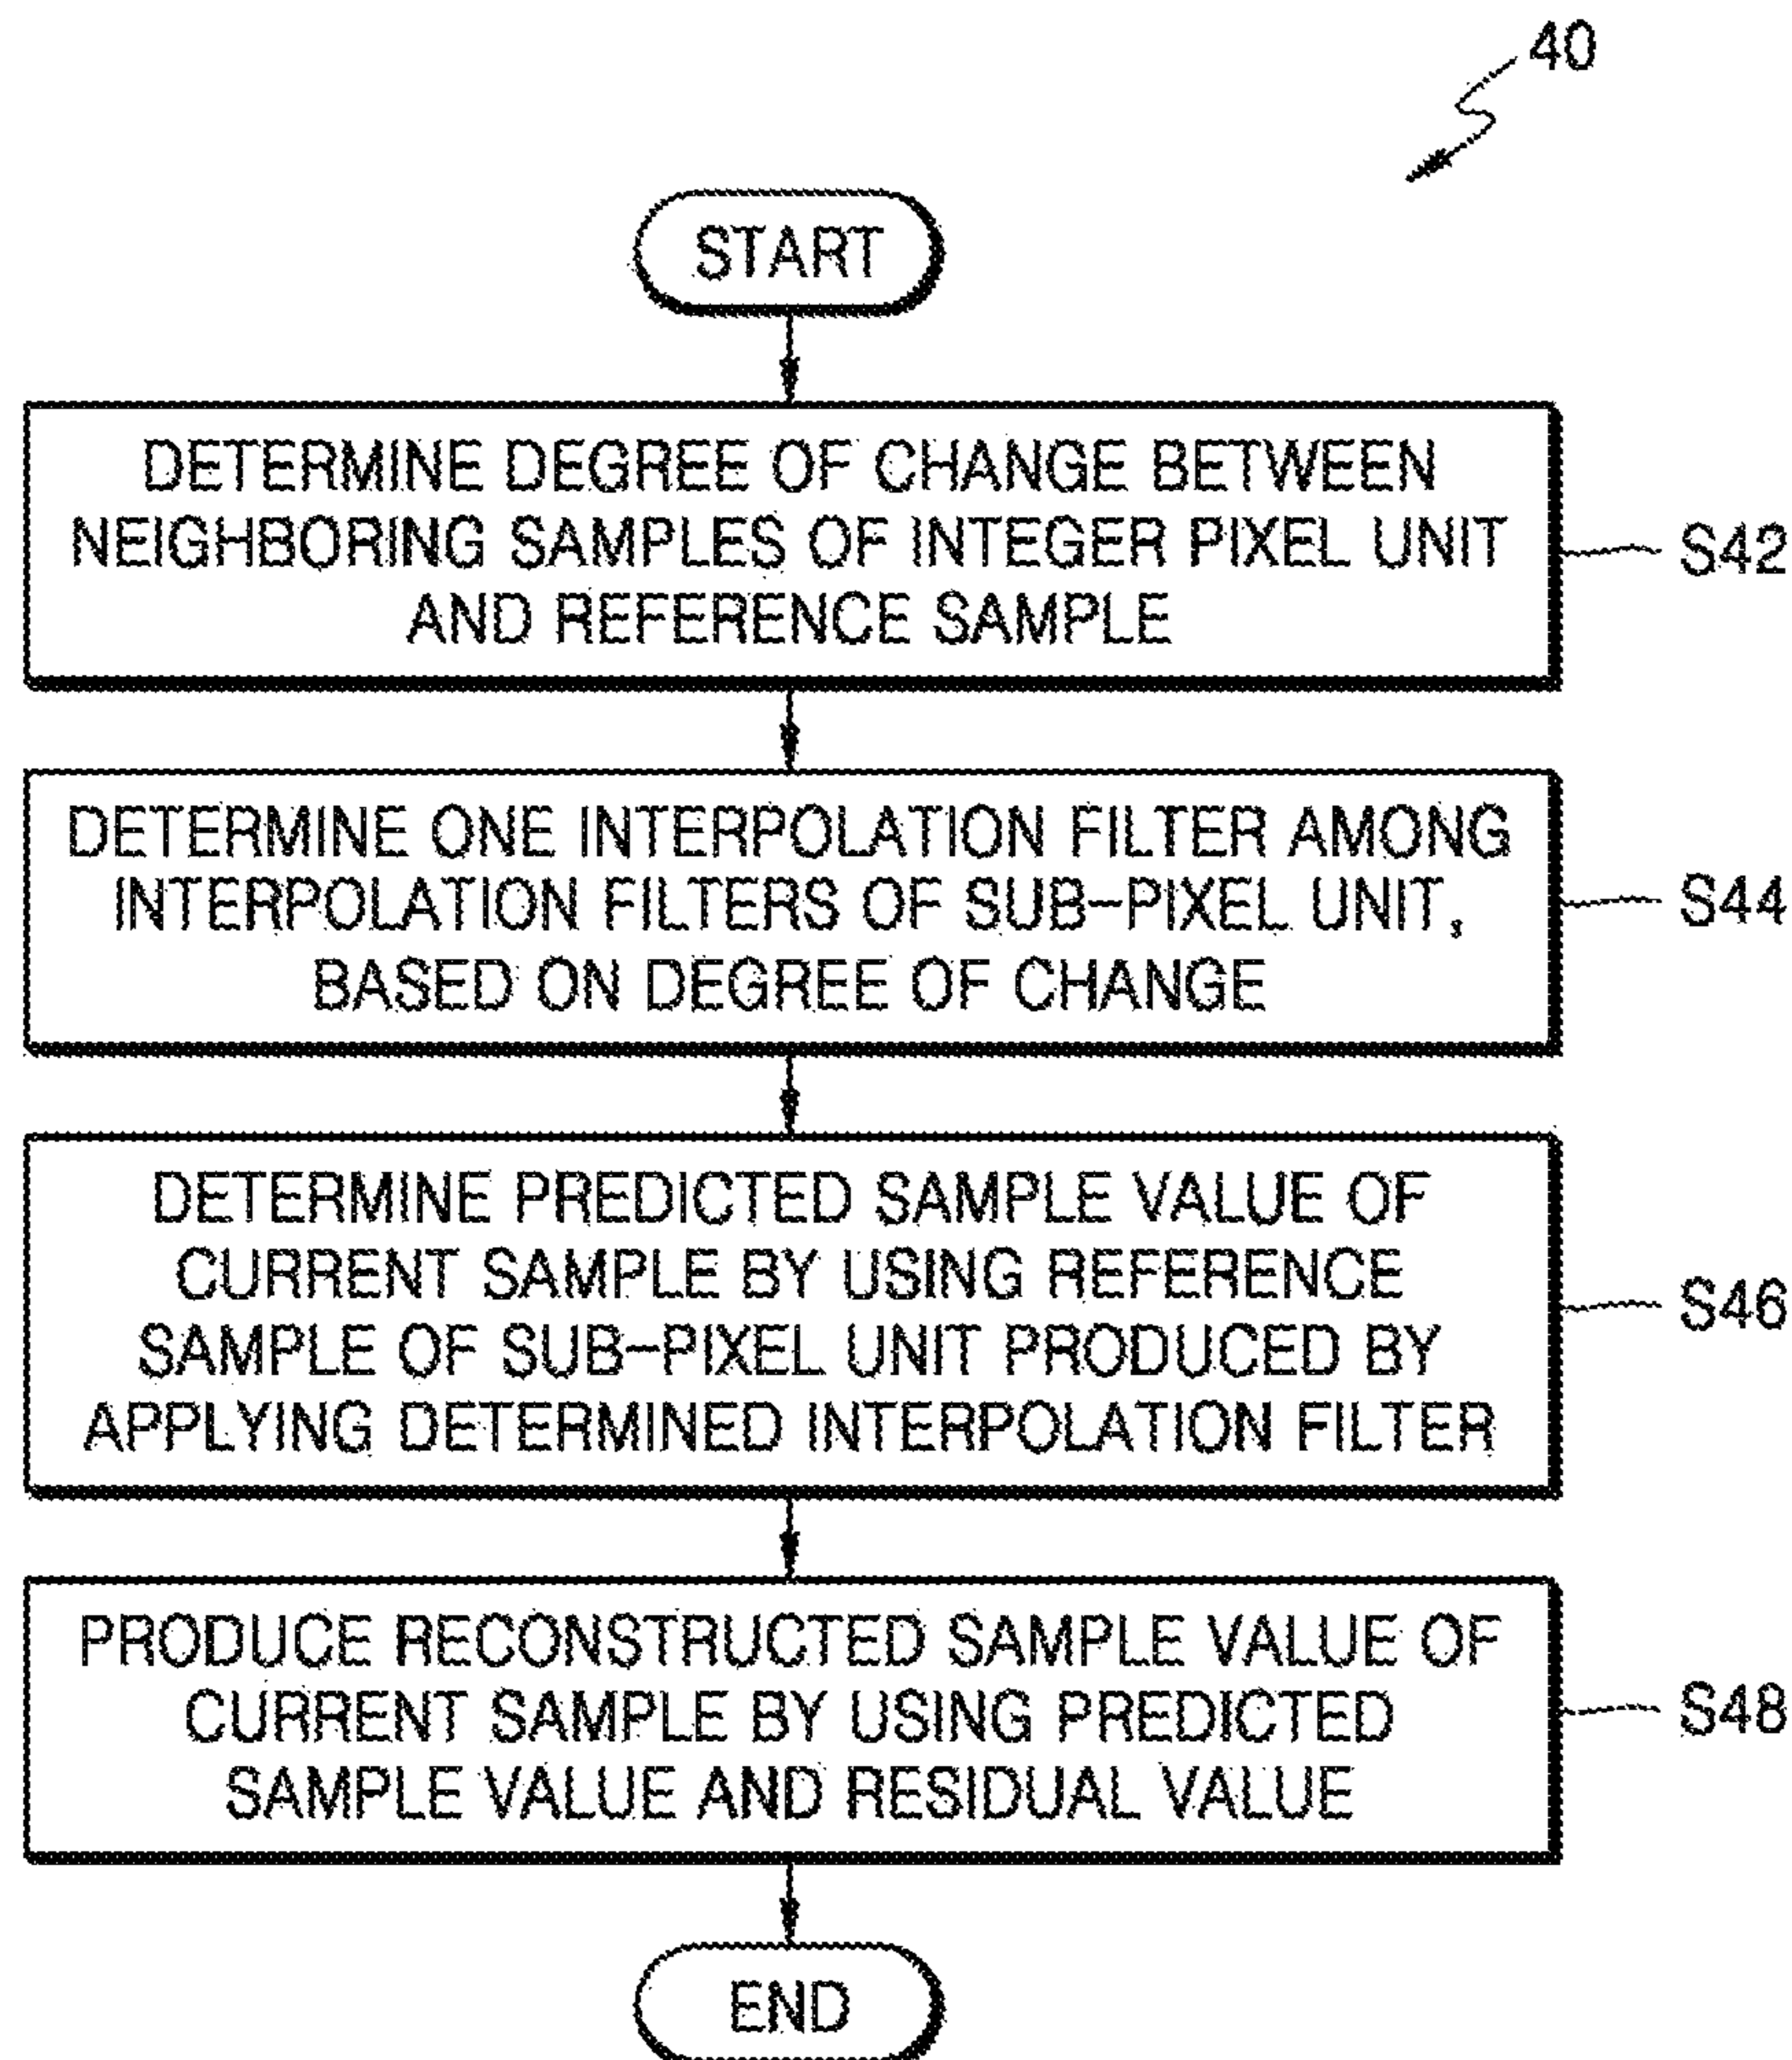 40
START
DETERMINE DEGREE OF CHANGE BETWEEN
NEIGHBORING SAMPLES OF INTEGER PIXEL UNIT
AND REFERENCE SAMPLE
S42
DETERMINE ONE INTERPOLATION FILTER AMONG
INTERPOLATION FILTERS OF SUB-PIXEL UNIT,
BASED ON DEGREE OF CHANGE
S44
DETERMINE PREDICTED SAMPLE VALUE OF
CURRENT SAMPLE BY USING REFERENCE
SAMPLE OF SUB-PIXEL UNIT PRODUCED BY
APPLYING DETERMINED INTERPOLATION FILTER
S46
PRODUCE RECONSTRUCTED SAMPLE VALUE OF
CURRENT SAMPLE BY USING PREDICTED
SAMPLE VALUE AND RESIDUAL VALUE
S48
END